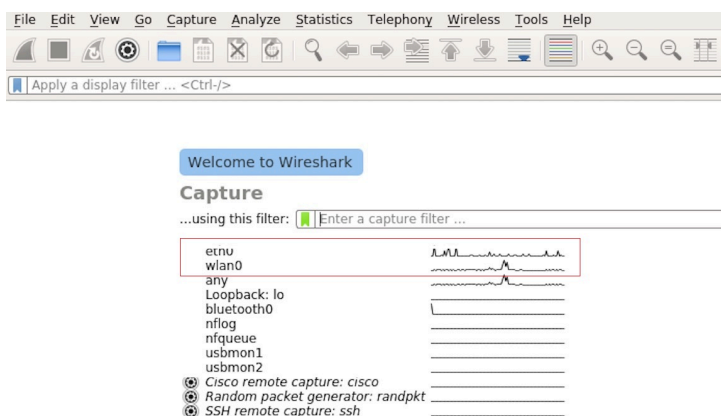 File Edit View Go Capture Analyze Statistics Telephony Wireless Tools Help
Apply a display filter ... <Ctrl-/>
Welcome to Wireshark
Capture
...using this filter: Enter a capture filter ...
eth0
wlan0
any
Loopback: lo
bluetooth0
nflog
nfqueue
usbmon1
usbmon2
Cisco remote capture: cisco
Random packet generator: randpkt
SSH remote capture: ssh